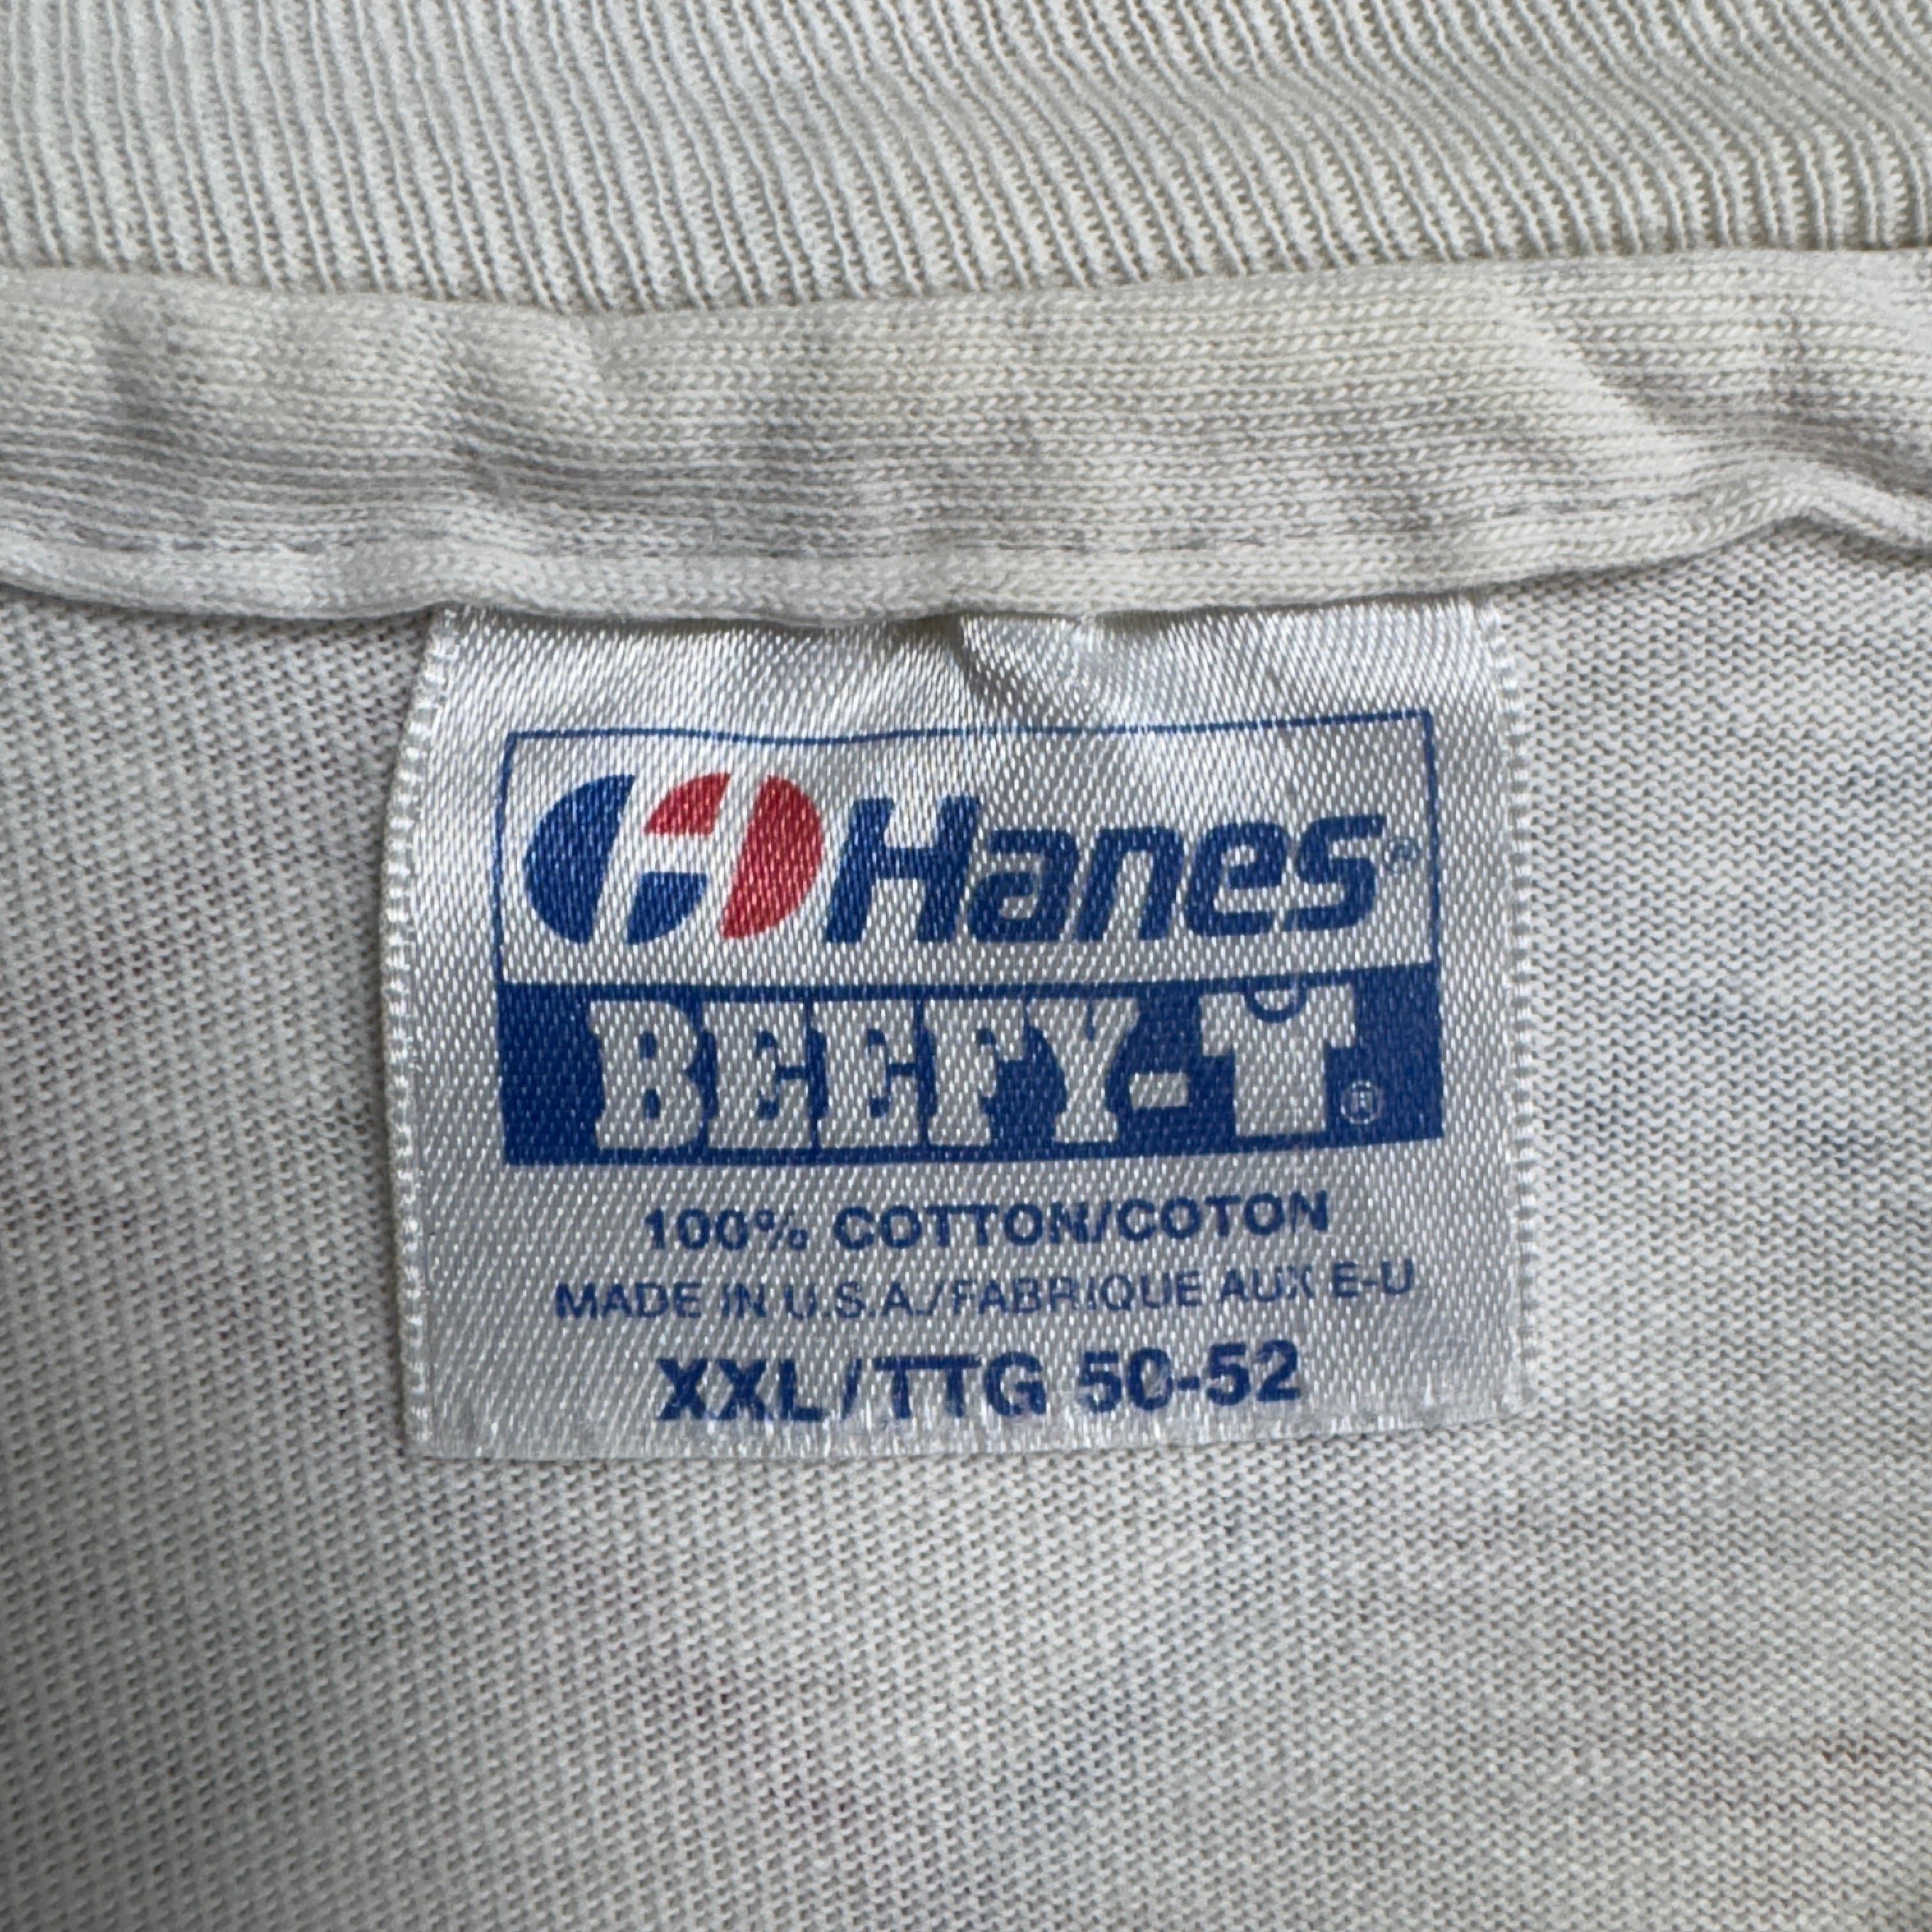 Hanes®
BEEFY-T®
100% COTTON/COTON
MADE IN U.S.A./FABRIQUE AUX E-U
XXL/TTG 50-52